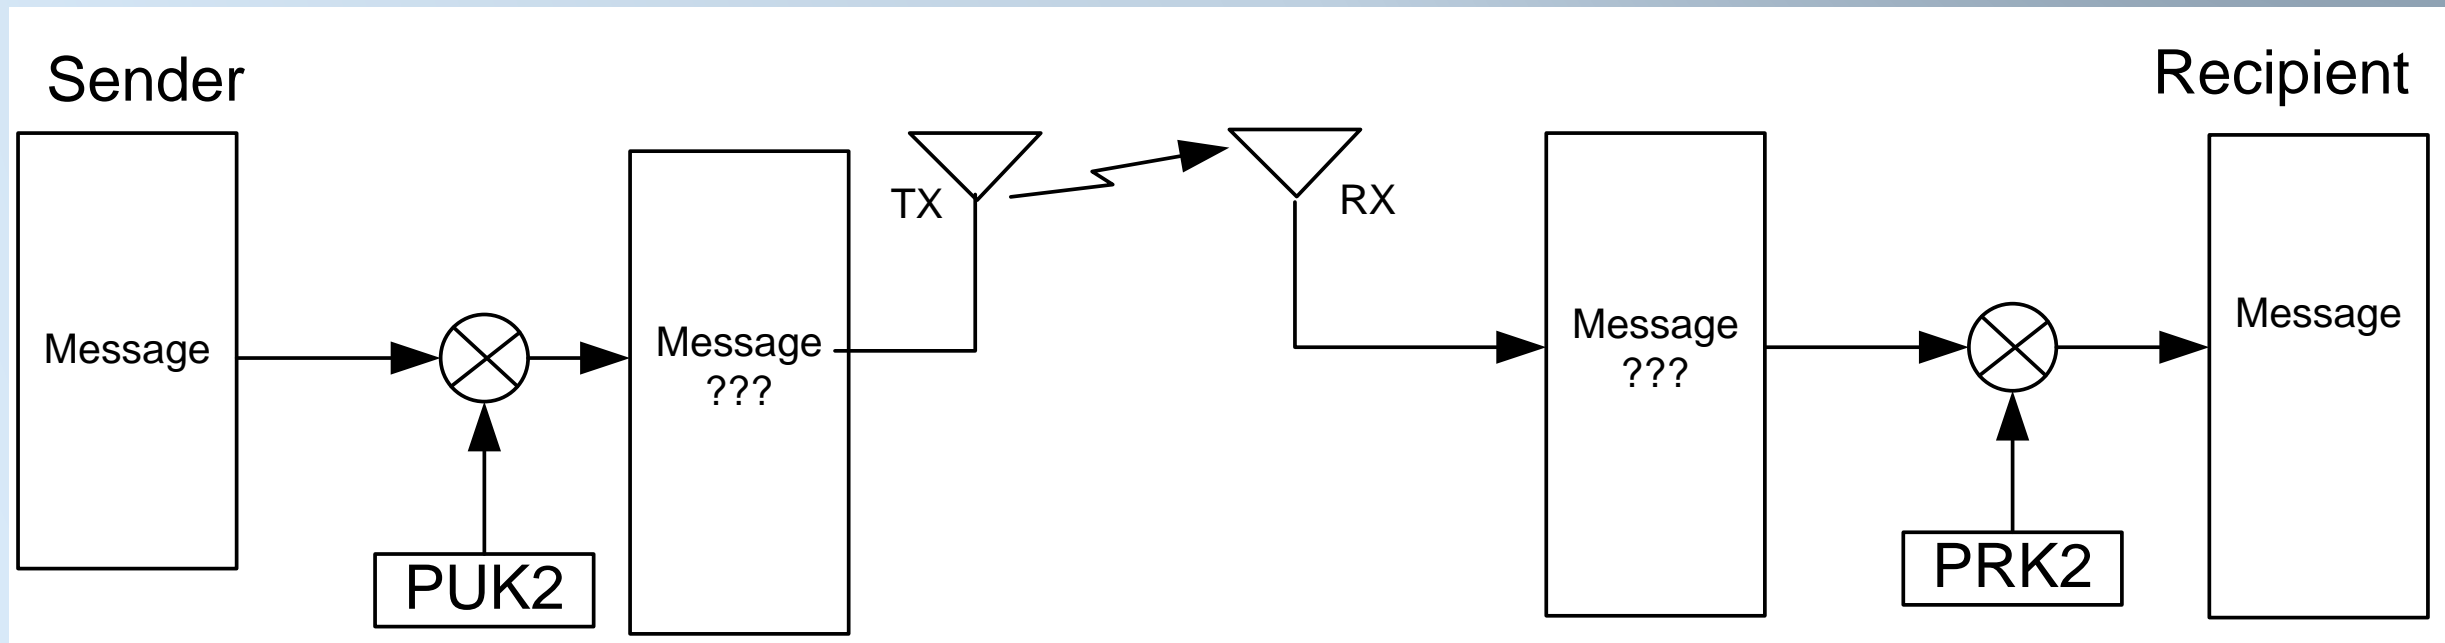 Sender
Recipient
TX
RX
Message
Message
???
Message
???
Message
PUK2
PRK2